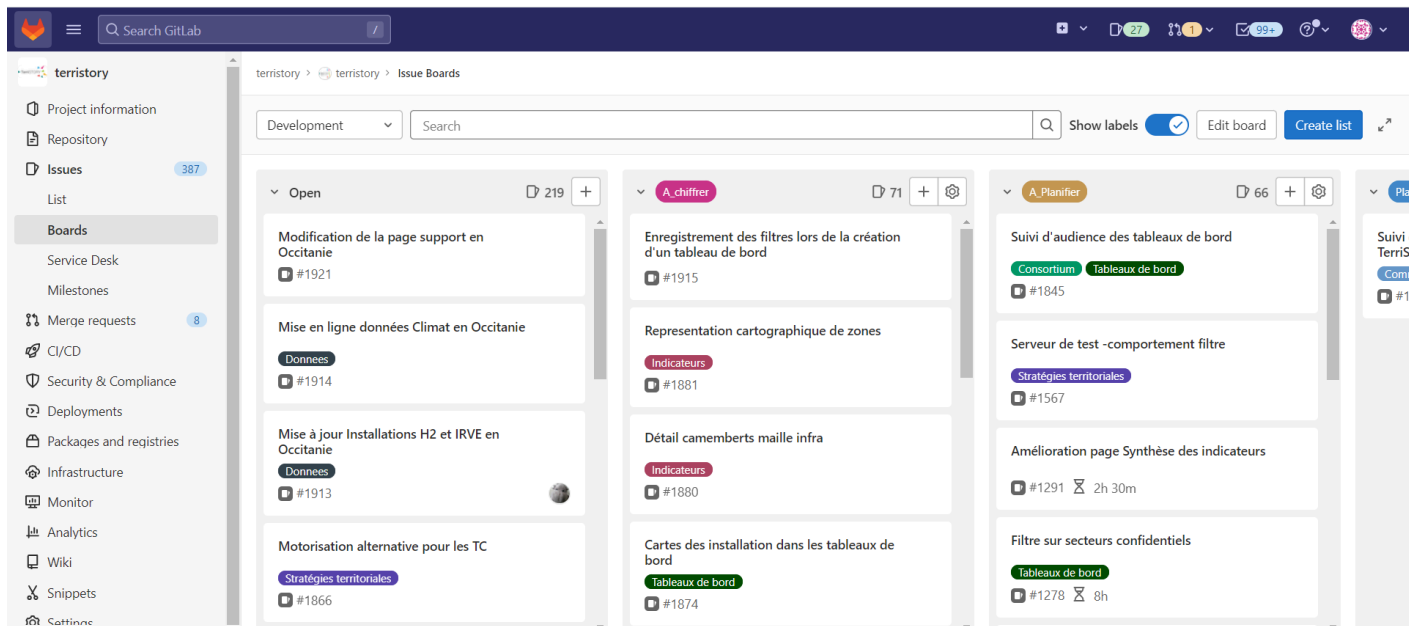 Search GitLab
/
27
1
99+
terristory
Project information
Repository
Issues
387
List
Boards
Service Desk
Milestones
Merge requests
8
CI/CD
Security & Compliance
Deployments
Packages and registries
Infrastructure
Monitor
Analytics
Wiki
Snippets
Settings
terristory > terristory > Issue Boards
Development
Search
Show labels
Edit board
Create list
Open
219
Modification de la page support en
Occitanie
#1921
Mise en ligne données Climat en Occitanie
Donnees
#1914
Mise à jour Installations H2 et IRVE en
Occitanie
Donnees
#1913
Motorisation alternative pour les TC
Stratégies territoriales
#1866
A_chiffrer
71
Enregistrement des filtres lors de la création
d'un tableau de bord
#1915
Representation cartographique de zones
Indicateurs
#1881
Détail camemberts maille infra
Indicateurs
#1880
Cartes des installation dans les tableaux de
bord
Tableaux de bord
#1874
A_Planifier
66
Suivi d'audience des tableaux de bord
Consortium Tableaux de bord
#1845
Serveur de test -comportement filtre
Stratégies territoriales
#1567
Amélioration page Synthèse des indicateurs
#1291 2h 30m
Filtre sur secteurs confidentiels
Tableaux de bord
#1278 8h
Suivi